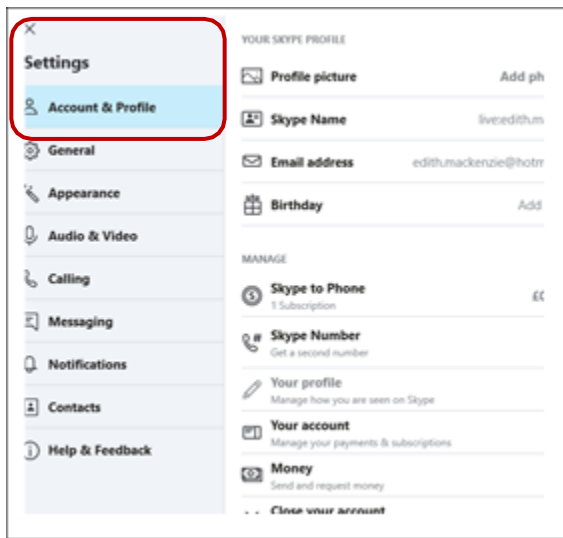 Settings
Account & Profile
General
Appearance
Audio & Video
Calling
Messaging
Notifications
Contacts
Help & Feedback
YOUR SKYPE PROFILE
Profile picture Add ph
Skype Name live:edith.m
Email address edith.mackenzie@hotm
Birthday Add
MANAGE
Skype to Phone
1 Subscription
Skype Number
Get a second number
Your profile
Manage how you are seen on Skype
Your account
Manage your payments & subscriptions
Money
Send and request money
Close your account